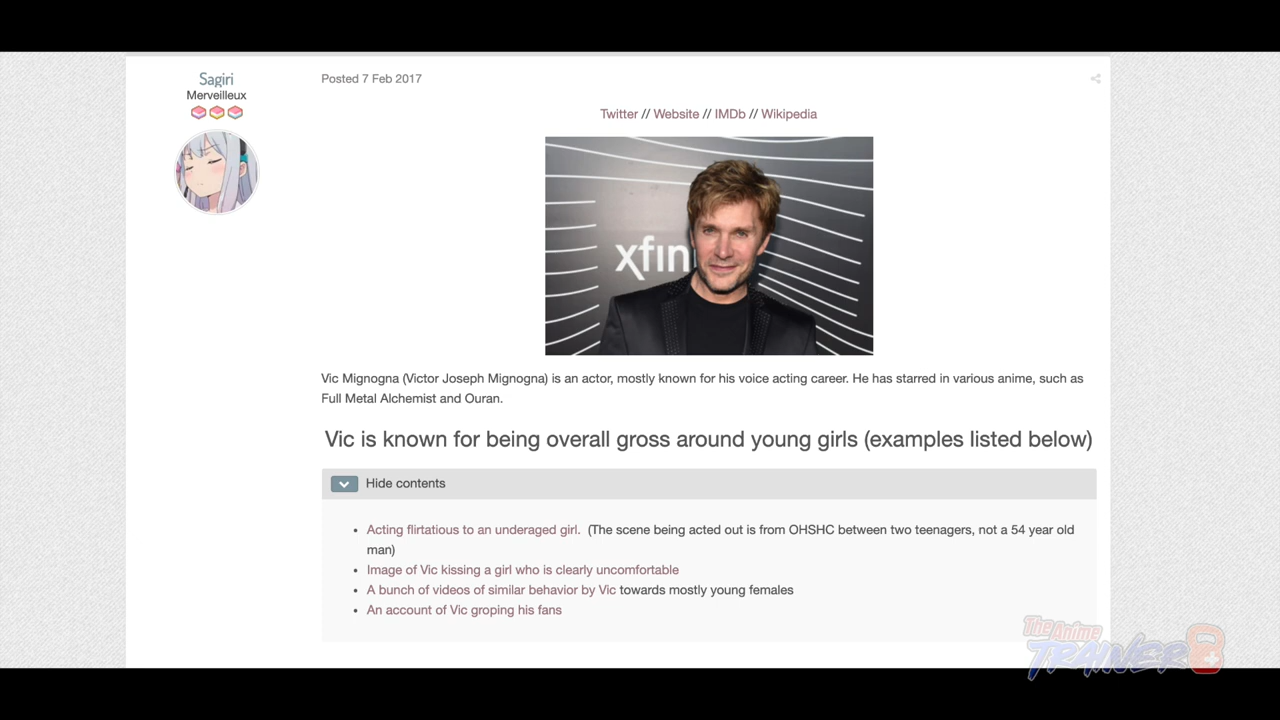 Sagiri
Merveilleux
Posted 7 Feb 2017
Twitter // Website // IMDb // Wikipedia
xfin
Vic Mignogna (Victor Joseph Mignogna) is an actor, mostly known for his voice acting career. He has starred in various anime, such as
Full Metal Alchemist and Ouran.
Vic is known for being overall gross around young girls (examples listed below)
Hide contents
• Acting flirtatious to an underaged girl. (The scene being acted out is from OHSHC between two teenagers, not a 54 year old
man)
• Image of Vic kissing a girl who is clearly uncomfortable
• A bunch of videos of similar behavior by Vic towards mostly young females
• An account of Vic groping his fans
The Anime
TRAINER